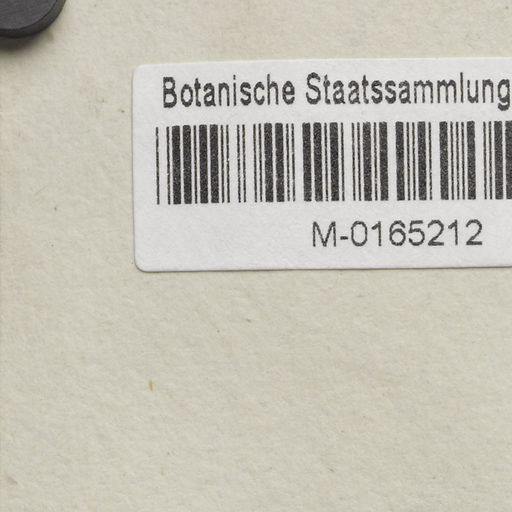 Botanische Staatssammlung
M-0165212